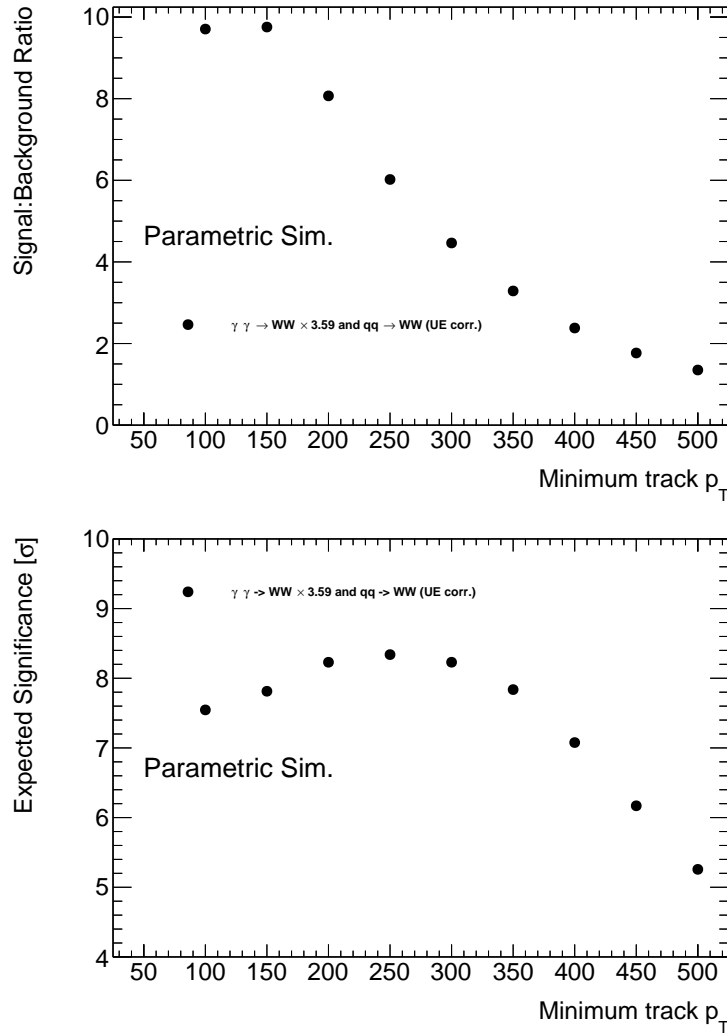 Signal:Background Ratio
10
8
6
4
2
0
Parametric Sim.
γ γ → WW × 3.59 and qq → WW (UE corr.)
50 100 150 200 250 300 350 400 450 500
Minimum track p_T
Expected Significance [σ]
10
9
8
7
6
5
4
γ γ -> WW × 3.59 and qq -> WW (UE corr.)
Parametric Sim.
50 100 150 200 250 300 350 400 450 500
Minimum track p_T